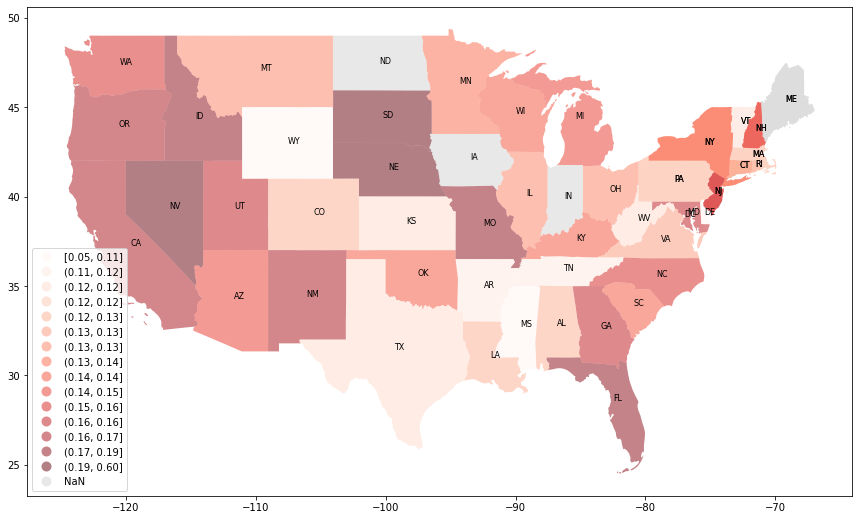 50
45
40
35
30
25
WA
MT
ND
MN
ME
OR
ID
SD
WI
MI
VT
NH
NY
WY
MA
IA
CT
RI
NE
PA
NV
UT
CO
IL
IN
OH
NJ
KS
WV
MD
DC
DE
CA
MO
KY
VA
OK
TN
NC
AZ
NM
AR
SC
MS
AL
GA
TX
LA
FL
[0.05, 0.11]
(0.11, 0.12]
(0.12, 0.12]
(0.12, 0.12]
(0.12, 0.13]
(0.13, 0.13]
(0.13, 0.13]
(0.13, 0.14]
(0.14, 0.14]
(0.14, 0.15]
(0.15, 0.16]
(0.16, 0.16]
(0.16, 0.17]
(0.17, 0.19]
(0.19, 0.60]
NaN
−120
−110
−100
−90
−80
−70